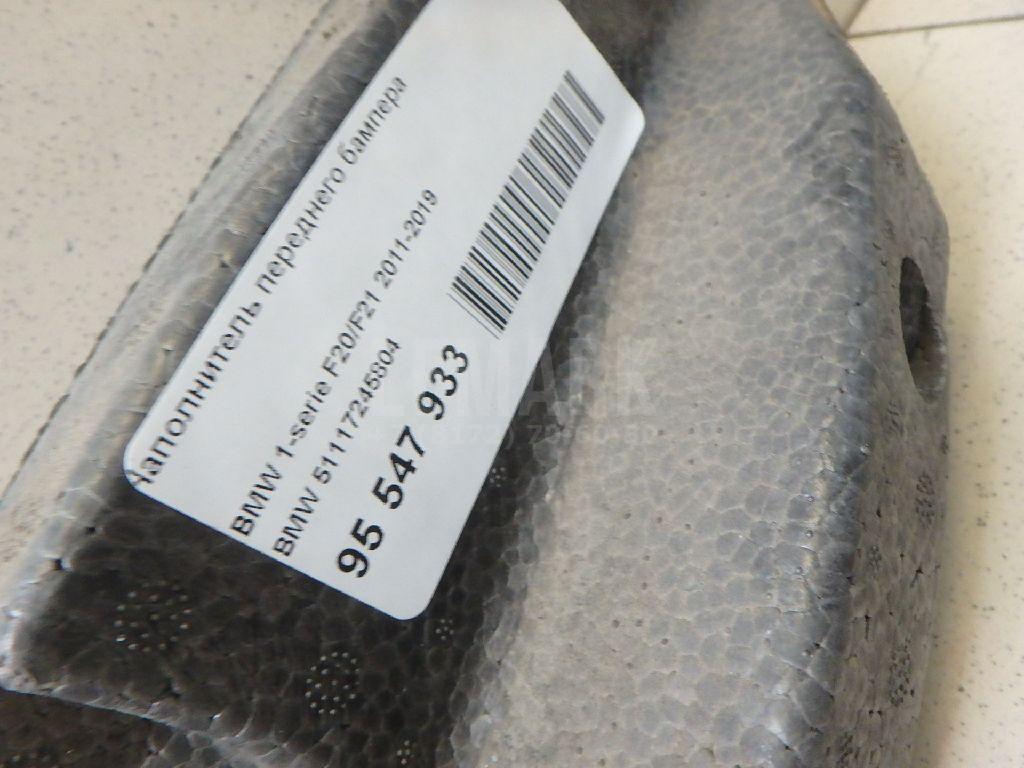 Наполнитель переднего бампера
BMW 1-serie F20/F21 2011-2019
BMW 51117245804
95 547 933